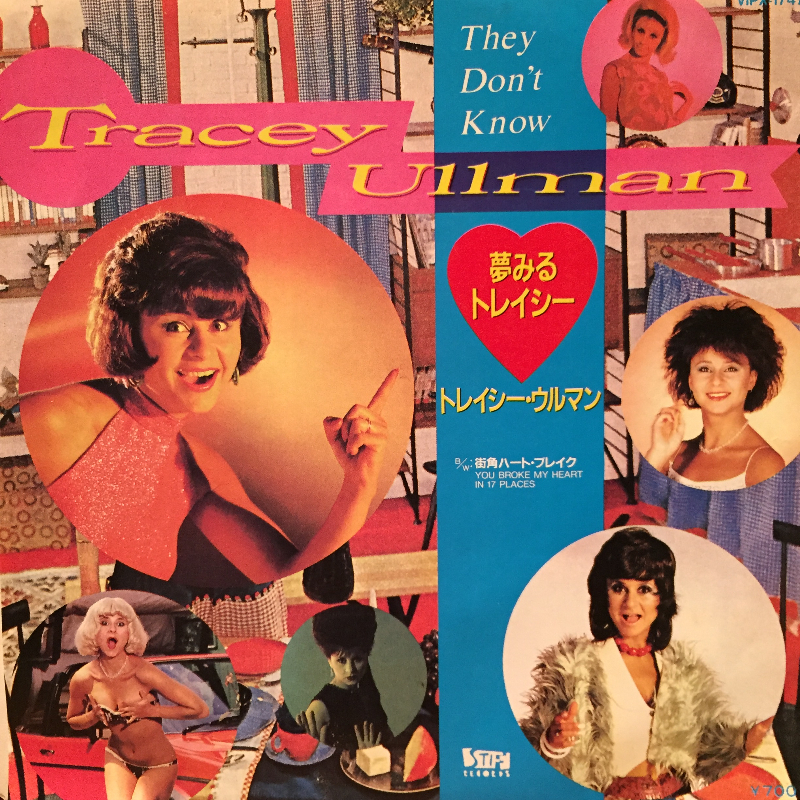 VIPX-1741
They
Don't
Know
Tracey
Ullman
夢みる
トレイシー
トレイシー・ウルマン
B/W: 街角ハート・ブレイク
YOU BROKE MY HEART
IN 17 PLACES
STIFF
RECORDS
¥700